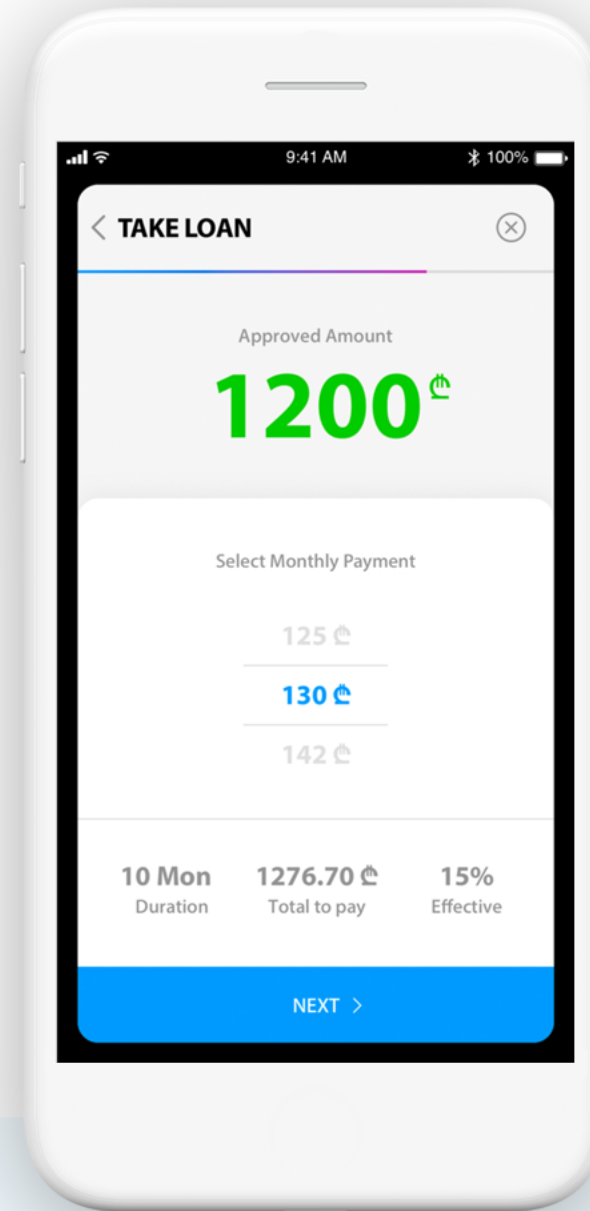 9:41 AM
100%
TAKE LOAN
Approved Amount
1200 ₾
Select Monthly Payment
125 ₾
130 ₾
142 ₾
10 Mon 1276.70 ₾ 15%
Duration Total to pay Effective
NEXT >